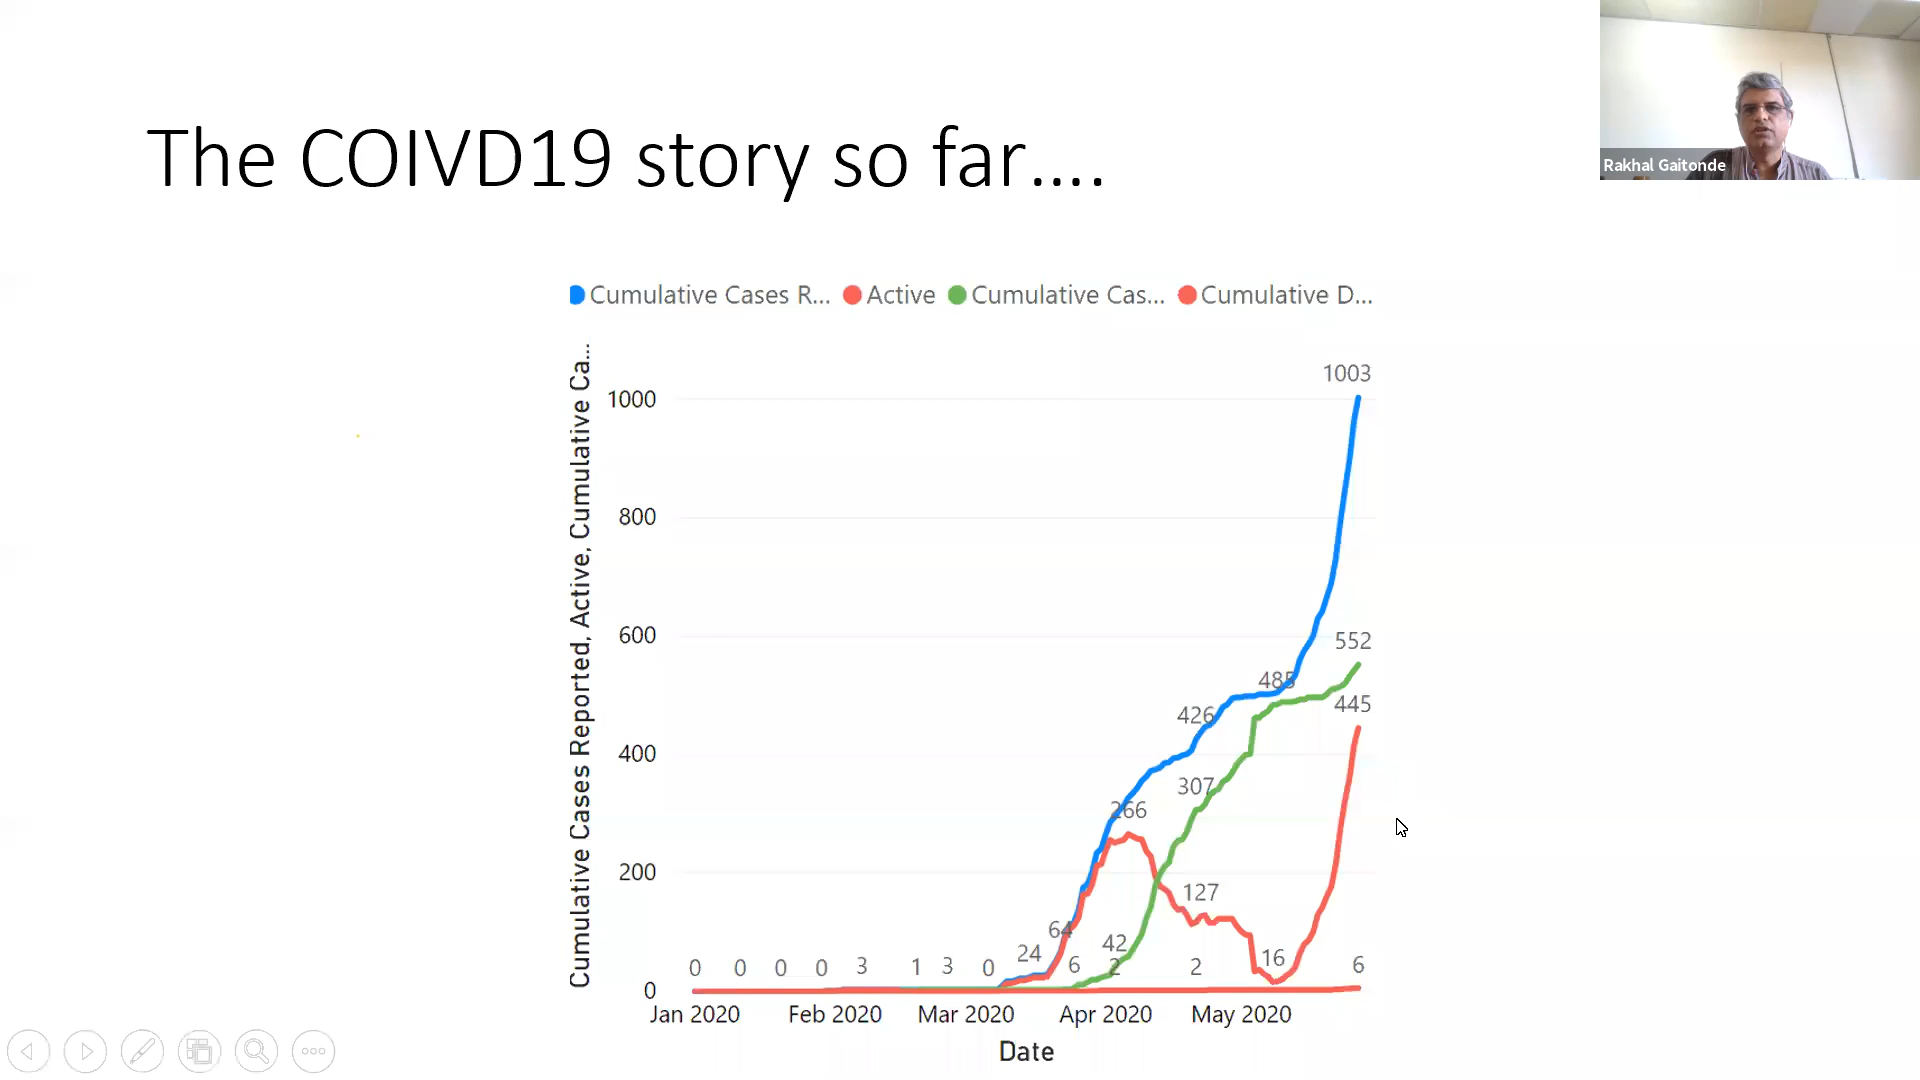 The COIVD19 story so far....
Rakhal Gaitonde
Cumulative Cases R... Active Cumulative Cas... Cumulative D...
Cumulative Cases Reported, Active, Cumulative Ca...
1000
800
600
400
200
0
1003
552
485
445
426
307
266
127
64
42
24
16
0 0 0 0 3 1 3 0 6 2 2 6
Jan 2020 Feb 2020 Mar 2020 Apr 2020 May 2020
Date